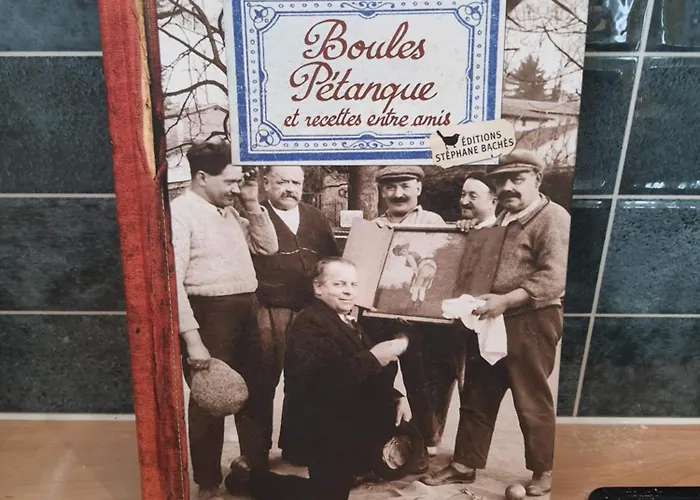 Boules
Pétanque
et recettes entre amis
ÉDITIONS
STÉPHANE BACHÈS